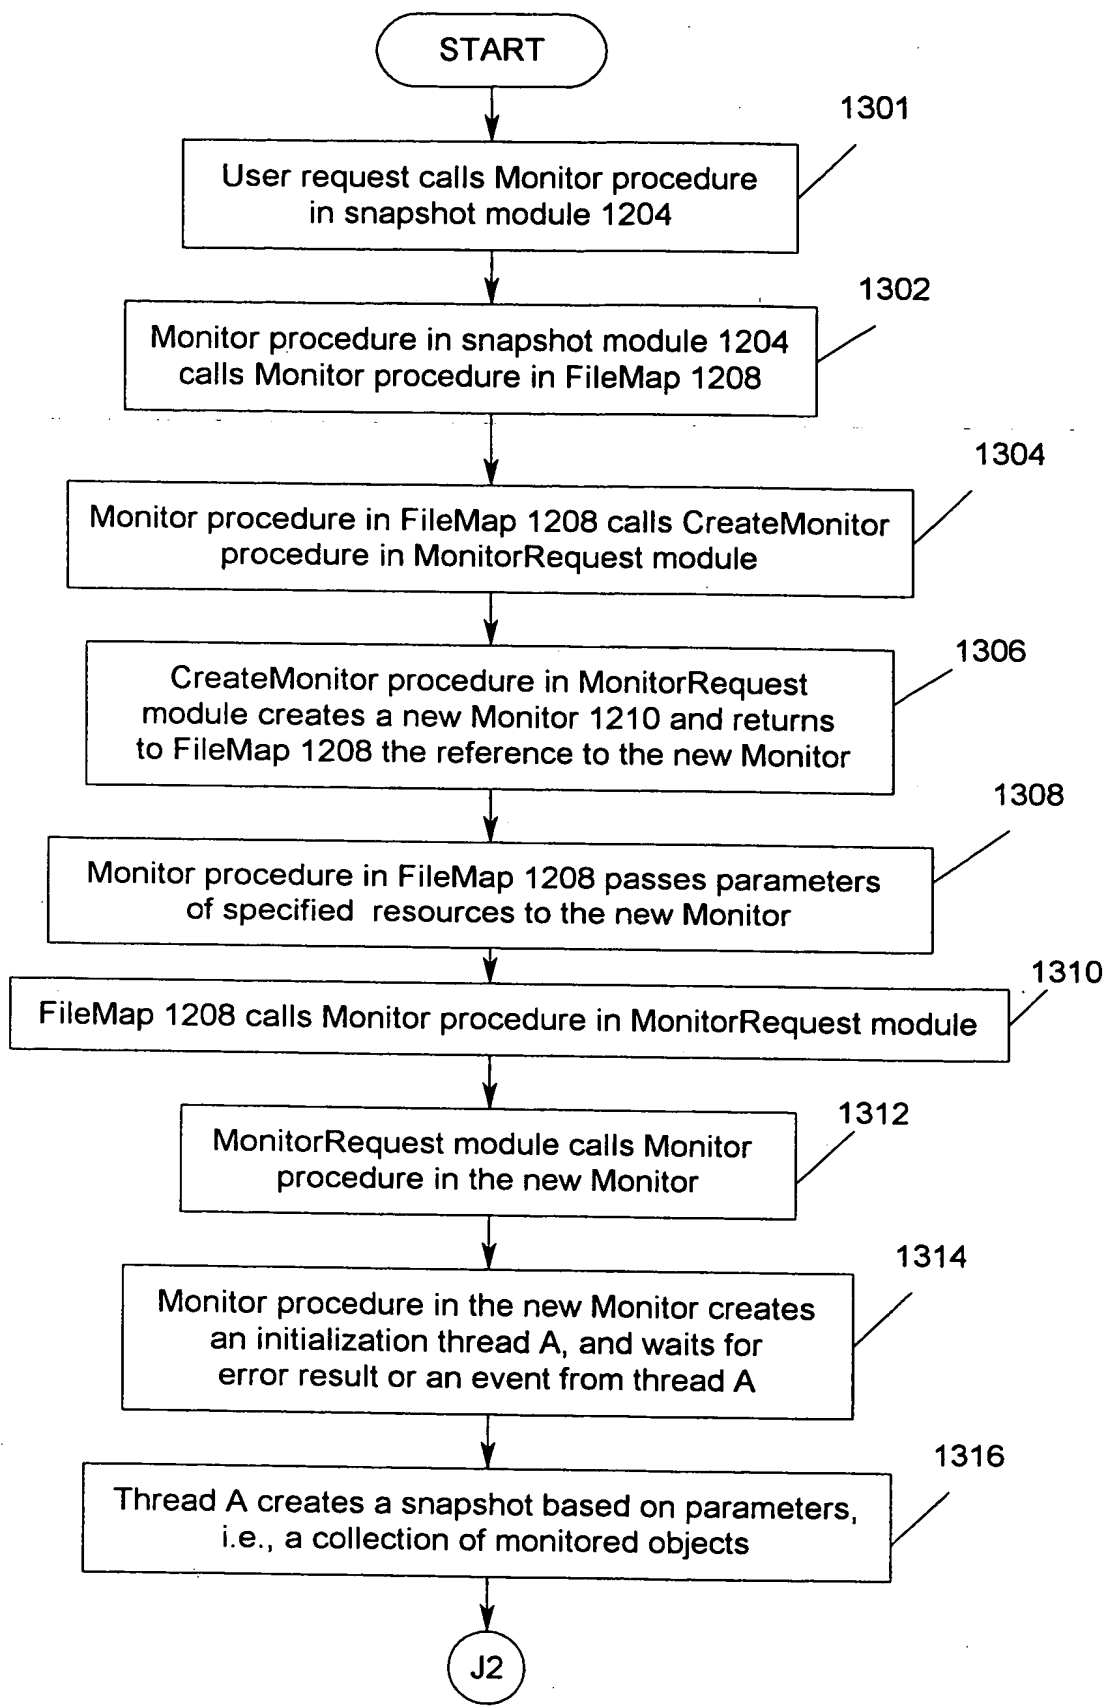 START
1301
User request calls Monitor procedure
in snapshot module 1204
1302
Monitor procedure in snapshot module 1204
calls Monitor procedure in FileMap 1208
1304
Monitor procedure in FileMap 1208 calls CreateMonitor
procedure in MonitorRequest module
1306
CreateMonitor procedure in MonitorRequest
module creates a new Monitor 1210 and returns
to FileMap 1208 the reference to the new Monitor
1308
Monitor procedure in FileMap 1208 passes parameters
of specified resources to the new Monitor
1310
FileMap 1208 calls Monitor procedure in MonitorRequest module
1312
MonitorRequest module calls Monitor
procedure in the new Monitor
1314
Monitor procedure in the new Monitor creates
an initialization thread A, and waits for
error result or an event from thread A
1316
Thread A creates a snapshot based on parameters,
i.e., a collection of monitored objects
J2